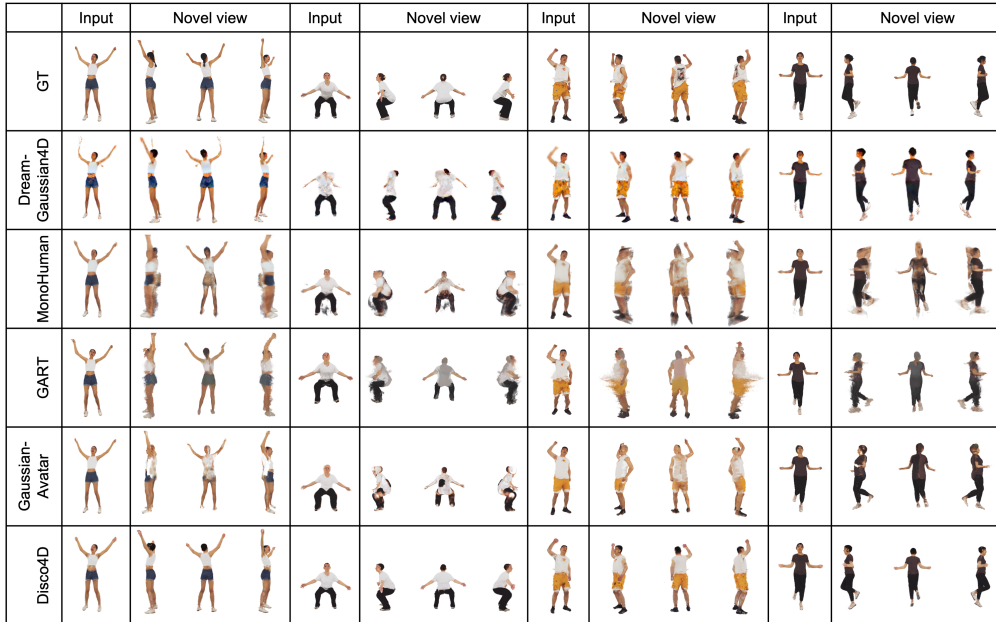 Input Novel view Input Novel view Input Novel view Input Novel view
GT
Dream-
Gaussian4D
MonoHuman
GART
Gaussian-
Avatar
Disco4D